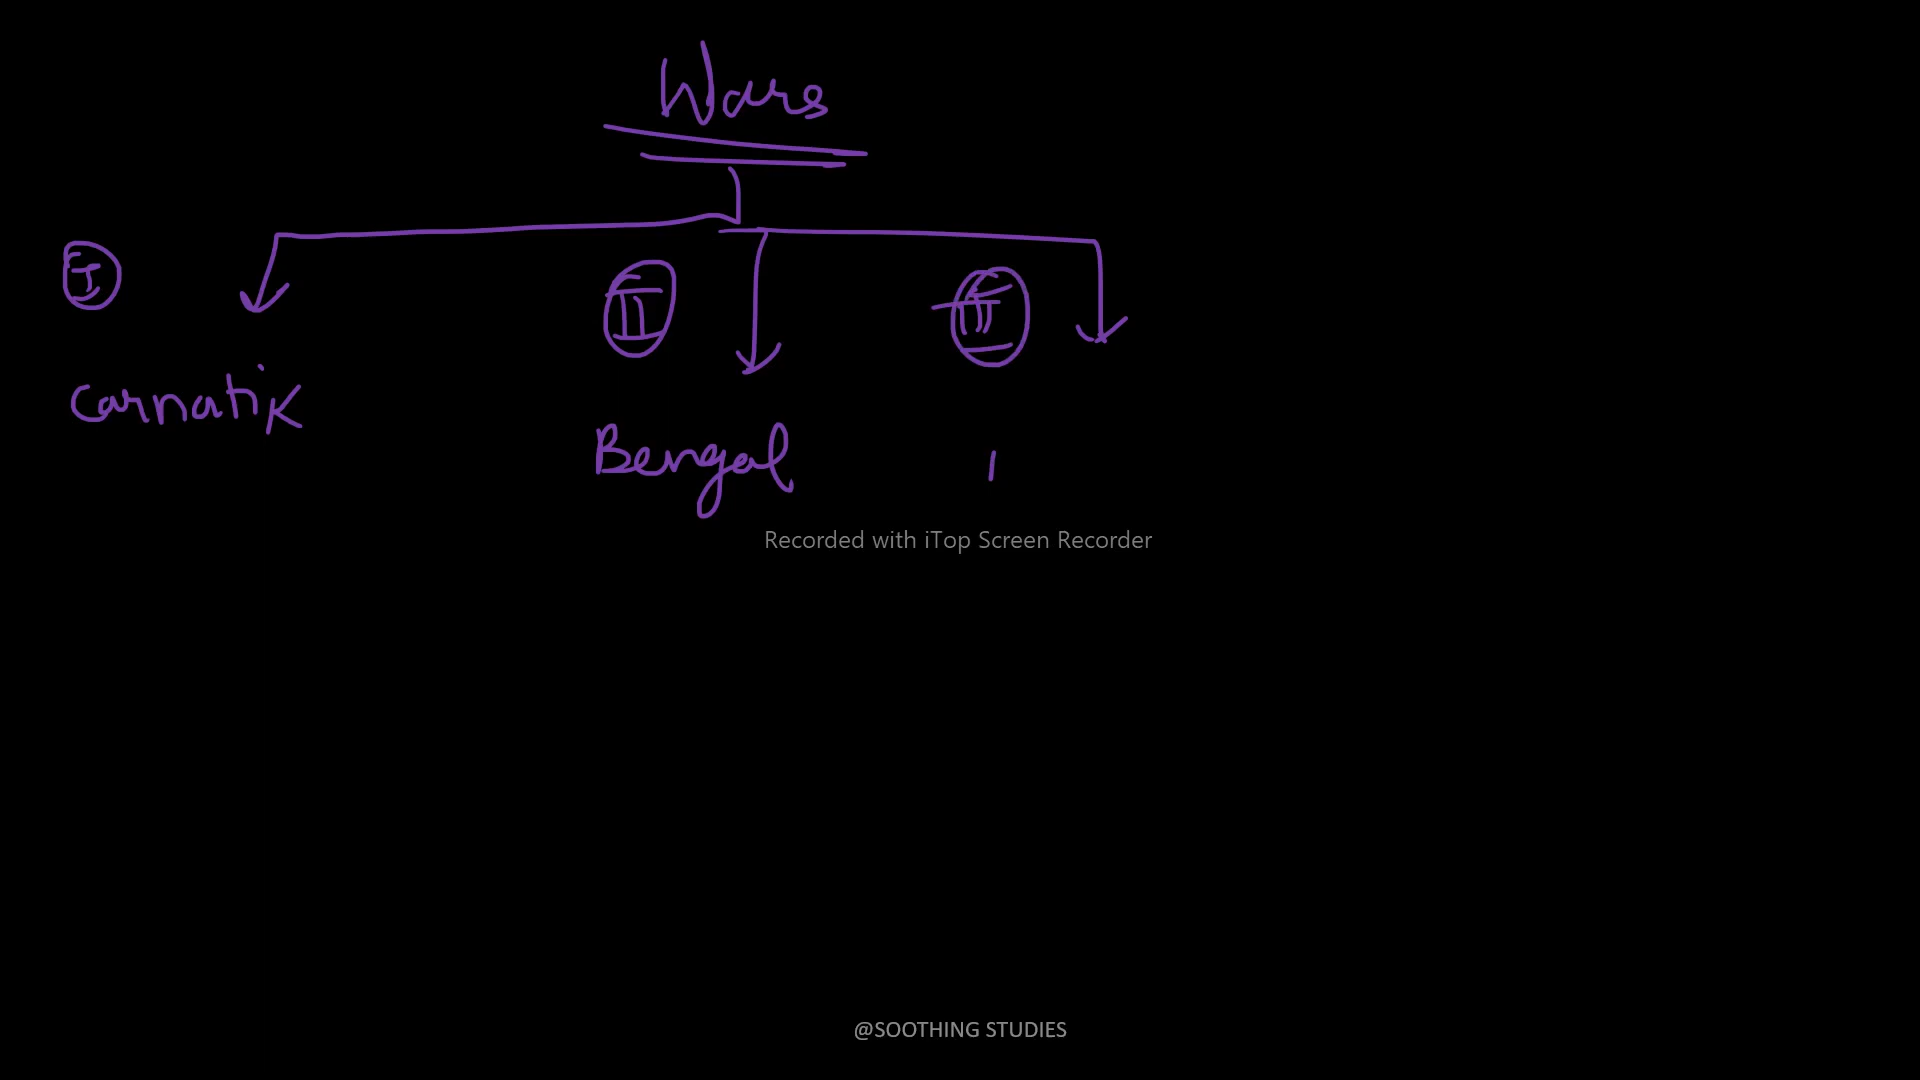 Wars
I
II
III
Carnatik
Bengal
Recorded with iTop Screen Recorder
@SOOTHING STUDIES